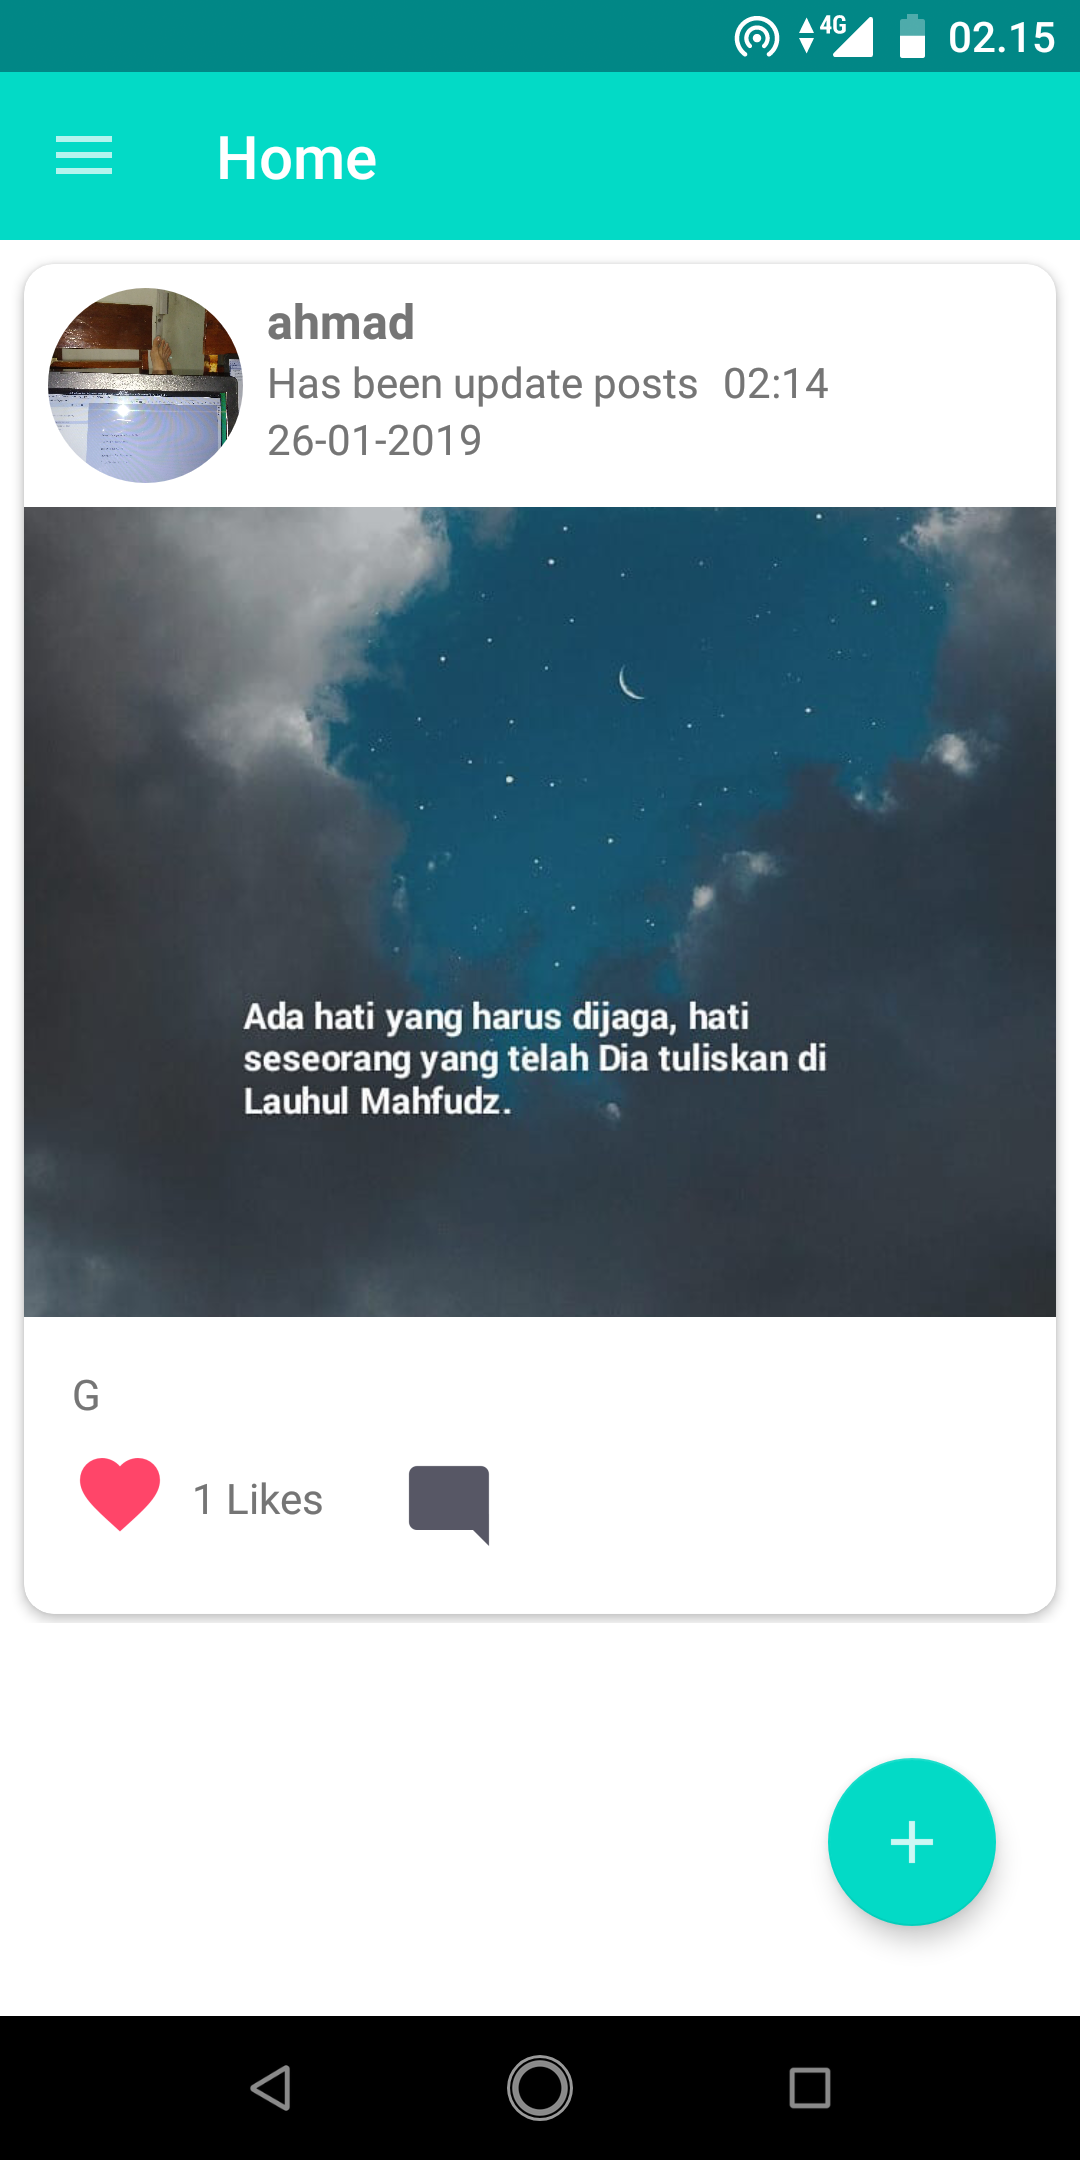 4G 02.15
Home
ahmad
Has been update posts 02:14
26-01-2019
Ada hati yang harus dijaga, hati
seseorang yang telah Dia tuliskan di
Lauhul Mahfudz.
G
1 Likes